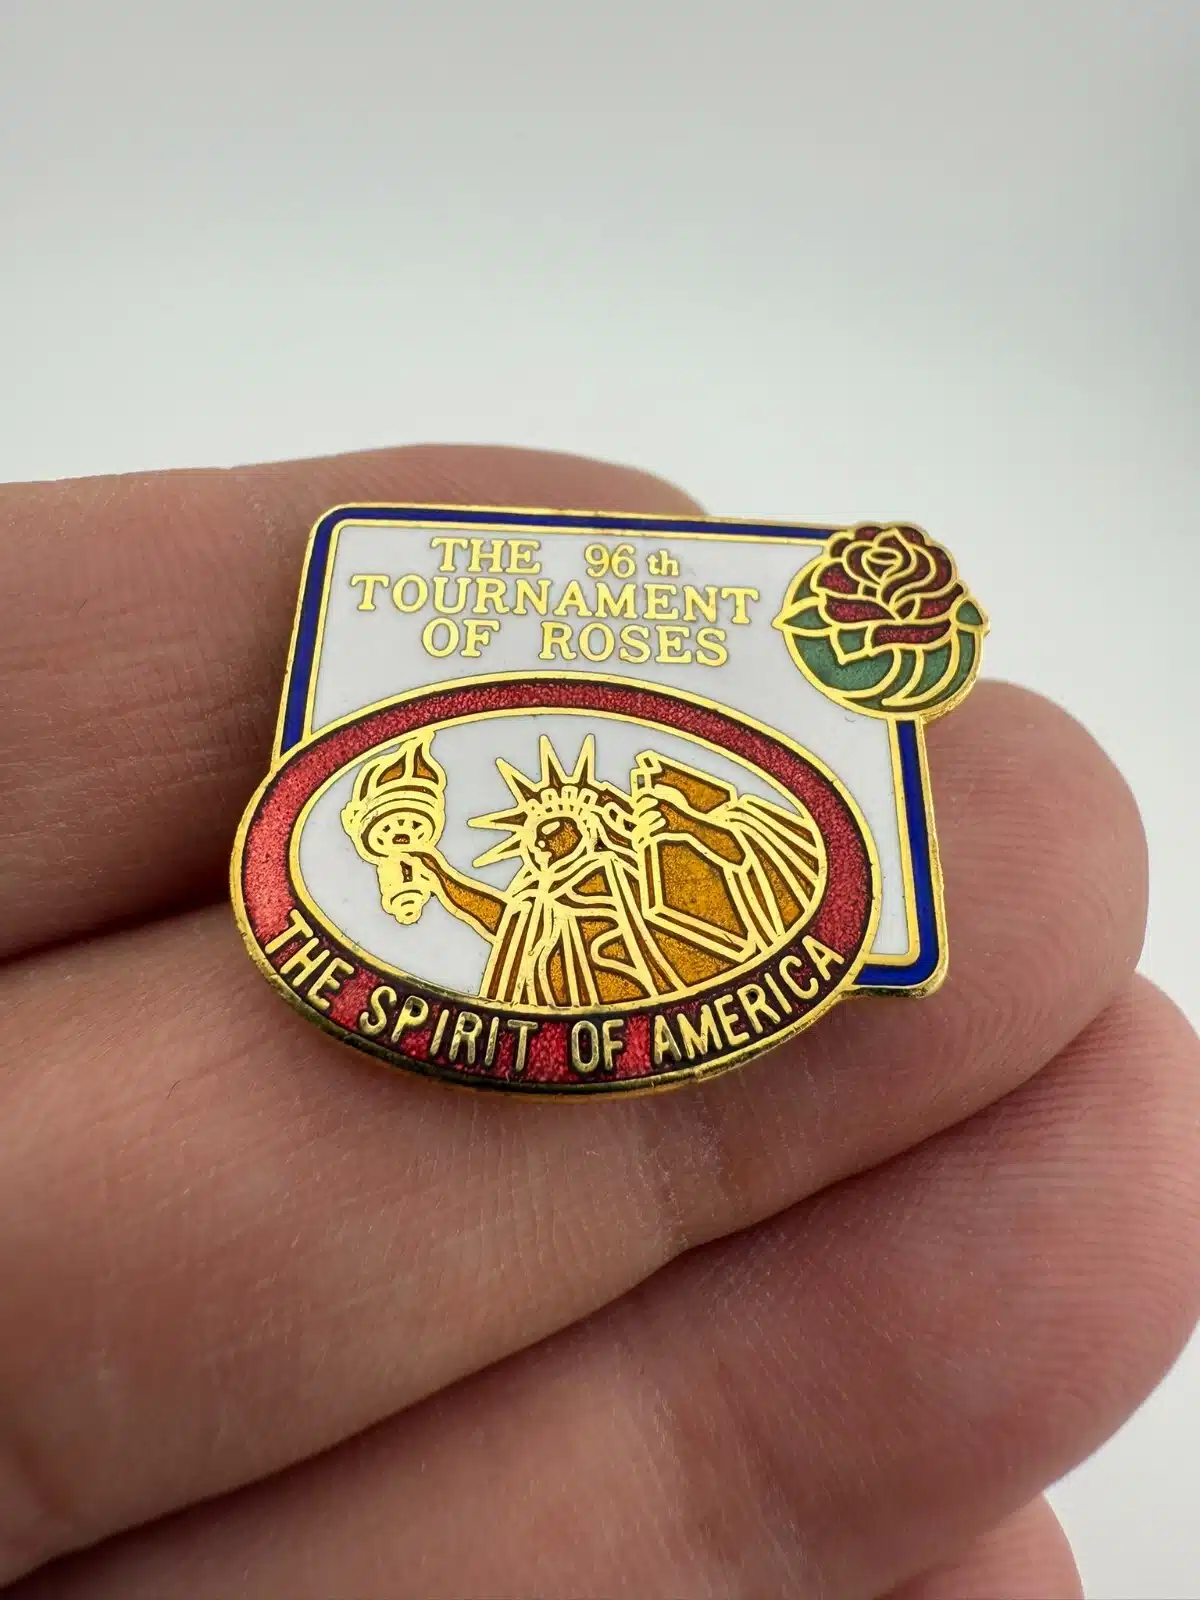 THE 96th
TOURNAMENT
OF ROSES
THE SPIRIT OF AMERICA